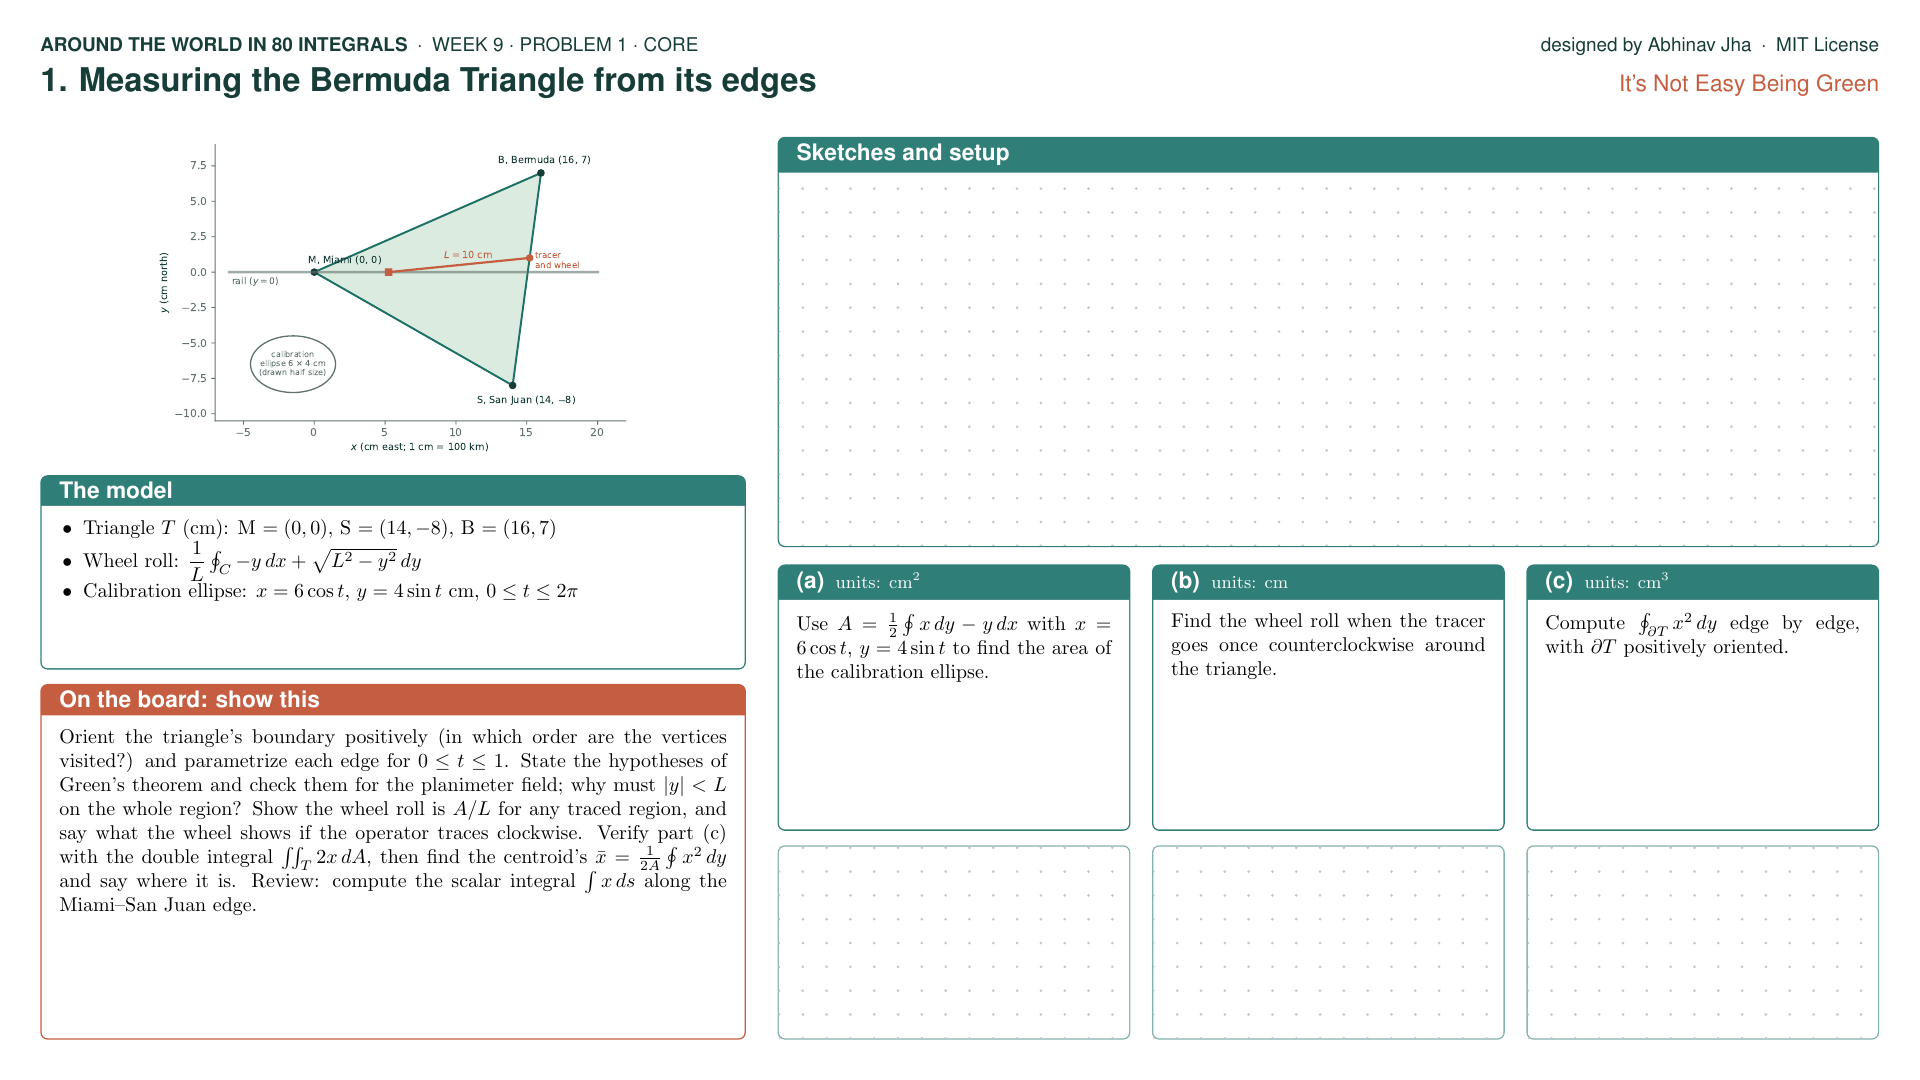 AROUND THE WORLD IN 80 INTEGRALS · WEEK 9 · PROBLEM 1 · CORE
designed by Abhinav Jha · MIT License
1. Measuring the Bermuda Triangle from its edges
It's Not Easy Being Green
7.5
5.0
2.5
0.0
−2.5
−5.0
−7.5
−10.0
y (cm north)
B, Bermuda (16, 7)
M, Miami (0, 0)
L = 10 cm
tracer
and wheel
rail (y = 0)
calibration
ellipse 6 × 4 cm
(drawn half size)
S, San Juan (14, −8)
−5 0 5 10 15 20
x (cm east; 1 cm = 100 km)
The model
• Triangle T (cm): M = (0, 0), S = (14, −8), B = (16, 7)
• Wheel roll: 1/L ∮_C −y dx + √(L² − y²) dy
• Calibration ellipse: x = 6 cos t, y = 4 sin t cm, 0 ≤ t ≤ 2π
On the board: show this
Orient the triangle's boundary positively (in which order are the vertices
visited?) and parametrize each edge for 0 ≤ t ≤ 1. State the hypotheses of
Green's theorem and check them for the planimeter field; why must |y| < L
on the whole region? Show the wheel roll is A/L for any traced region, and
say what the wheel shows if the operator traces clockwise. Verify part (c)
with the double integral ∬_T 2x dA, then find the centroid's x̄ = 1/(2A) ∮ x² dy
and say where it is. Review: compute the scalar integral ∫ x ds along the
Miami–San Juan edge.
Sketches and setup
(a) units: cm²
Use A = ½ ∮ x dy − y dx with x =
6 cos t, y = 4 sin t to find the area of
the calibration ellipse.
(b) units: cm
Find the wheel roll when the tracer
goes once counterclockwise around
the triangle.
(c) units: cm³
Compute ∮_∂T x² dy edge by edge,
with ∂T positively oriented.